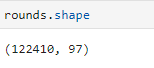 rounds.shape
(122410, 97)